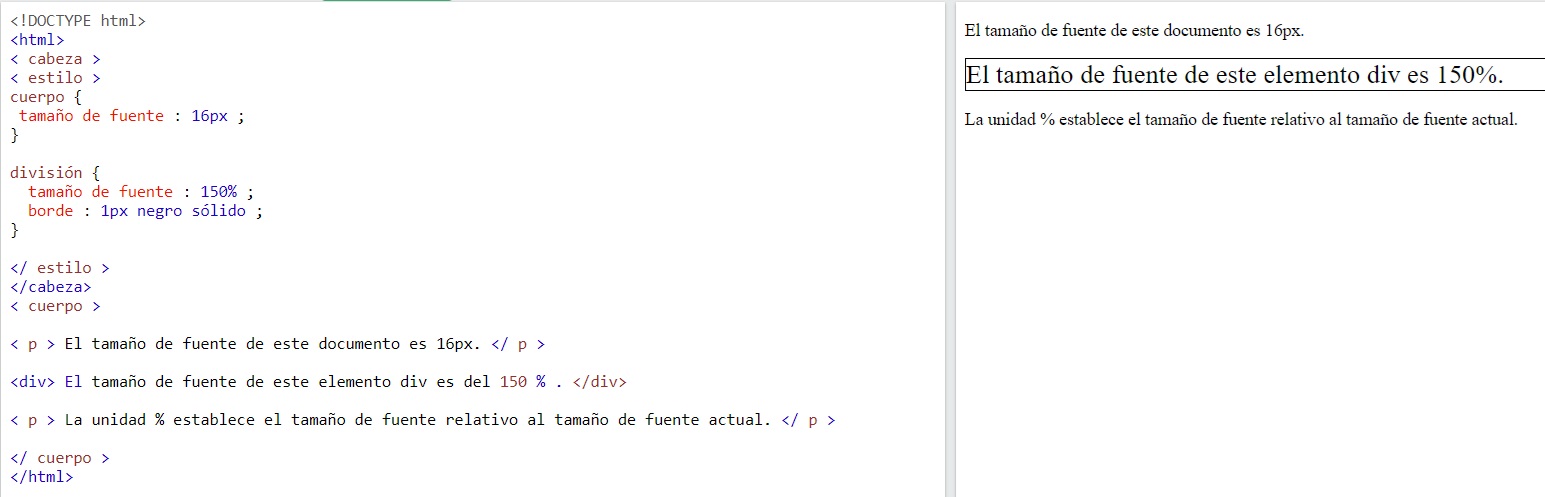 <!DOCTYPE html>
<html>
< cabeza >
< estilo >
cuerpo {
tamaño de fuente : 16px ;
}
división {
tamaño de fuente : 150% ;
borde : 1px negro sólido ;
}
</ estilo >
</cabeza>
< cuerpo >
< p > El tamaño de fuente de este documento es 16px. </ p >
<div> El tamaño de fuente de este elemento div es del 150 % . </div>
< p > La unidad % establece el tamaño de fuente relativo al tamaño de fuente actual. </ p >
</ cuerpo >
</html>
El tamaño de fuente de este documento es 16px.
El tamaño de fuente de este elemento div es 150%.
La unidad % establece el tamaño de fuente relativo al tamaño de fuente actual.